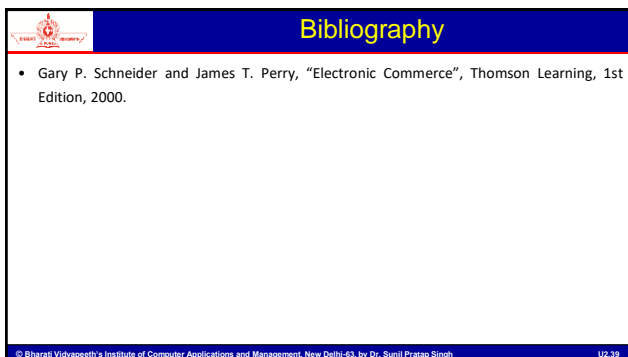 Bibliography
• Gary P. Schneider and James T. Perry, “Electronic Commerce”, Thomson Learning, 1st
Edition, 2000.
© Bharati Vidyapeeth’s Institute of Computer Applications and Management, New Delhi-63, by Dr. Sunil Pratap Singh U2.39